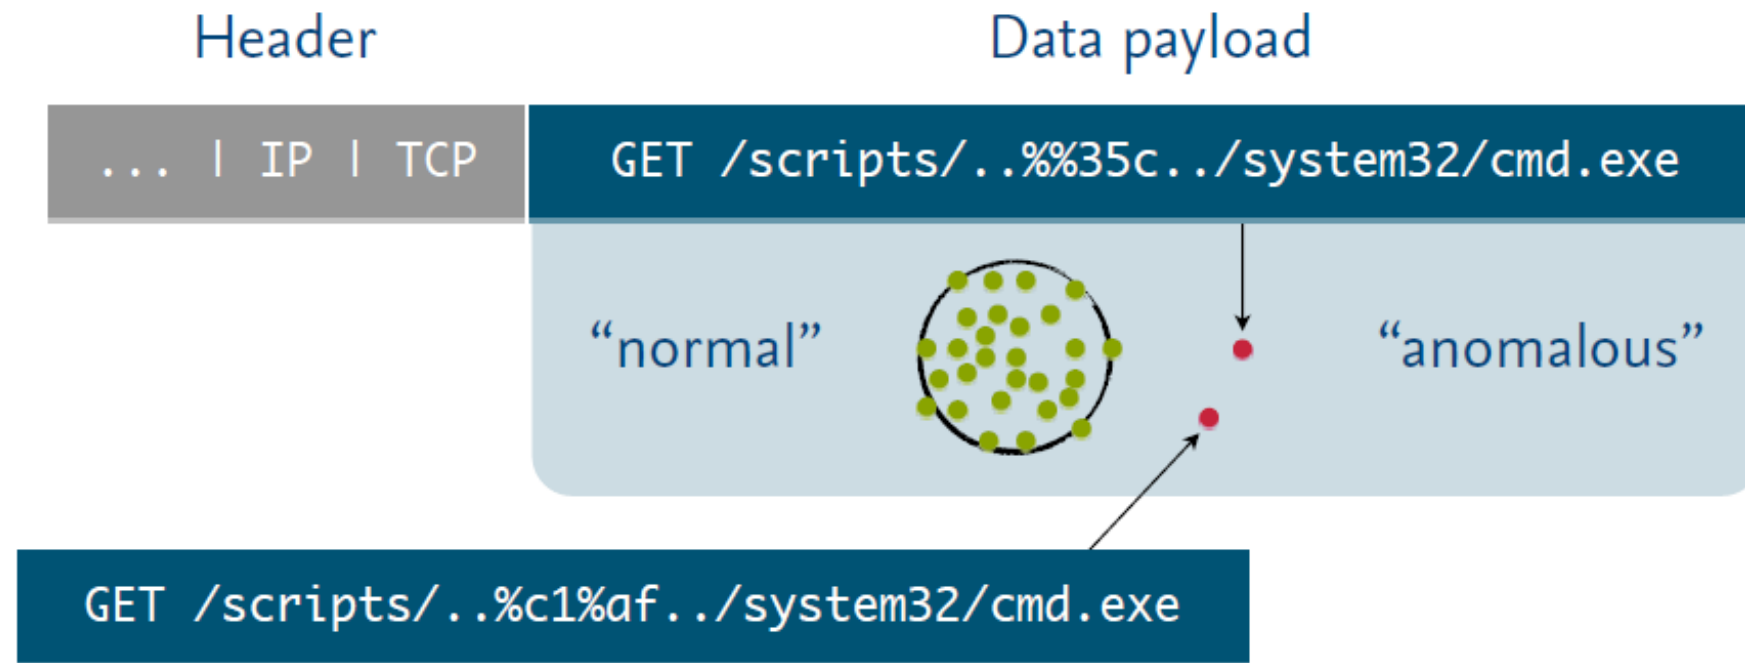 Header
Data payload
... | IP | TCP
GET /scripts/..%%35c../system32/cmd.exe
“normal”
“anomalous”
GET /scripts/..%c1%af../system32/cmd.exe